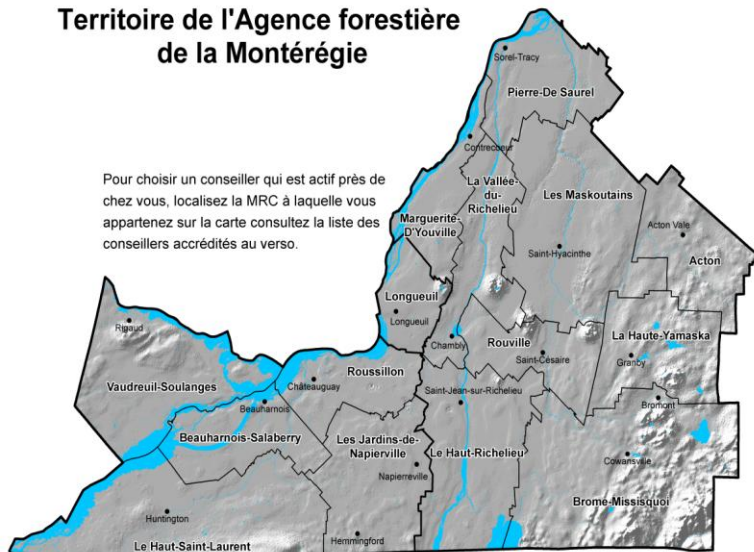 Territoire de l'Agence forestière
de la Montérégie
Pour choisir un conseiller qui est actif près de
chez vous, localisez la MRC à laquelle vous
appartenez sur la carte consultez la liste des
conseillers accrédités au verso.
Sorel-Tracy
Pierre-De Saurel
Contrecoeur
La Vallée-
du-
Richelieu
Les Maskoutains
Marguerite-
D'Youville
Acton Vale
Saint-Hyacinthe
Acton
Longueuil
Longueuil
Rigaud
Chambly
Rouville
La Haute-Yamaska
Saint-Césaire
Granby
Roussillon
Vaudreuil-Soulanges
Châteauguay
Saint-Jean-sur-Richelieu
Bromont
Beauharnois
Beauharnois-Salaberry
Les Jardins-de-
Napierville
Le Haut-Richelieu
Cowansville
Napierreville
Brome-Missisquoi
Huntington
Hemmingford
Le Haut-Saint-Laurent